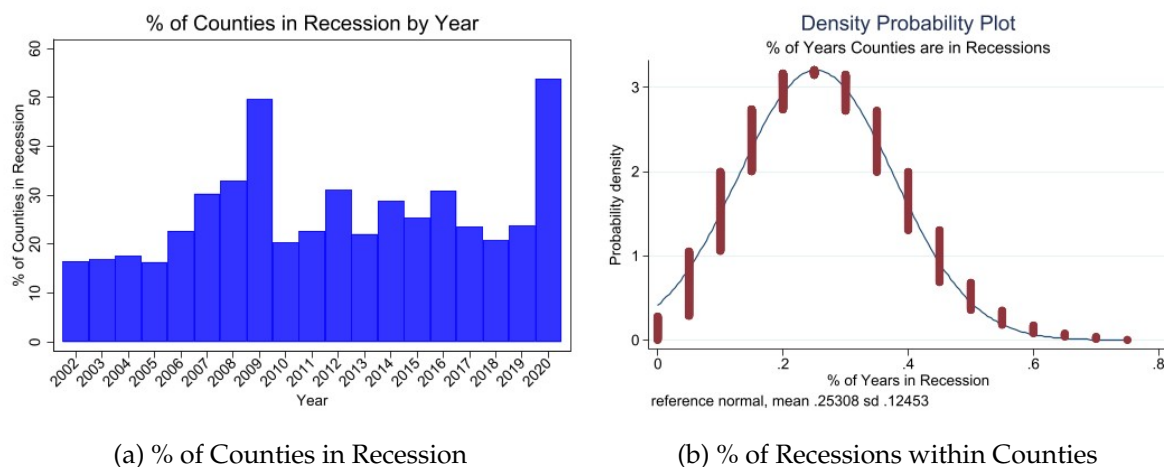 % of Counties in Recession by Year
60
50
40
30
20
10
0
% of Counties in Recession
2002 2003 2004 2005 2006 2007 2008 2009 2010 2011 2012 2013 2014 2015 2016 2017 2018 2019 2020
Year
(a) % of Counties in Recession
Density Probability Plot
% of Years Counties are in Recessions
3
2
1
0
Probability density
0 .2 .4 .6 .8
% of Years in Recession
reference normal, mean .25308 sd .12453
(b) % of Recessions within Counties